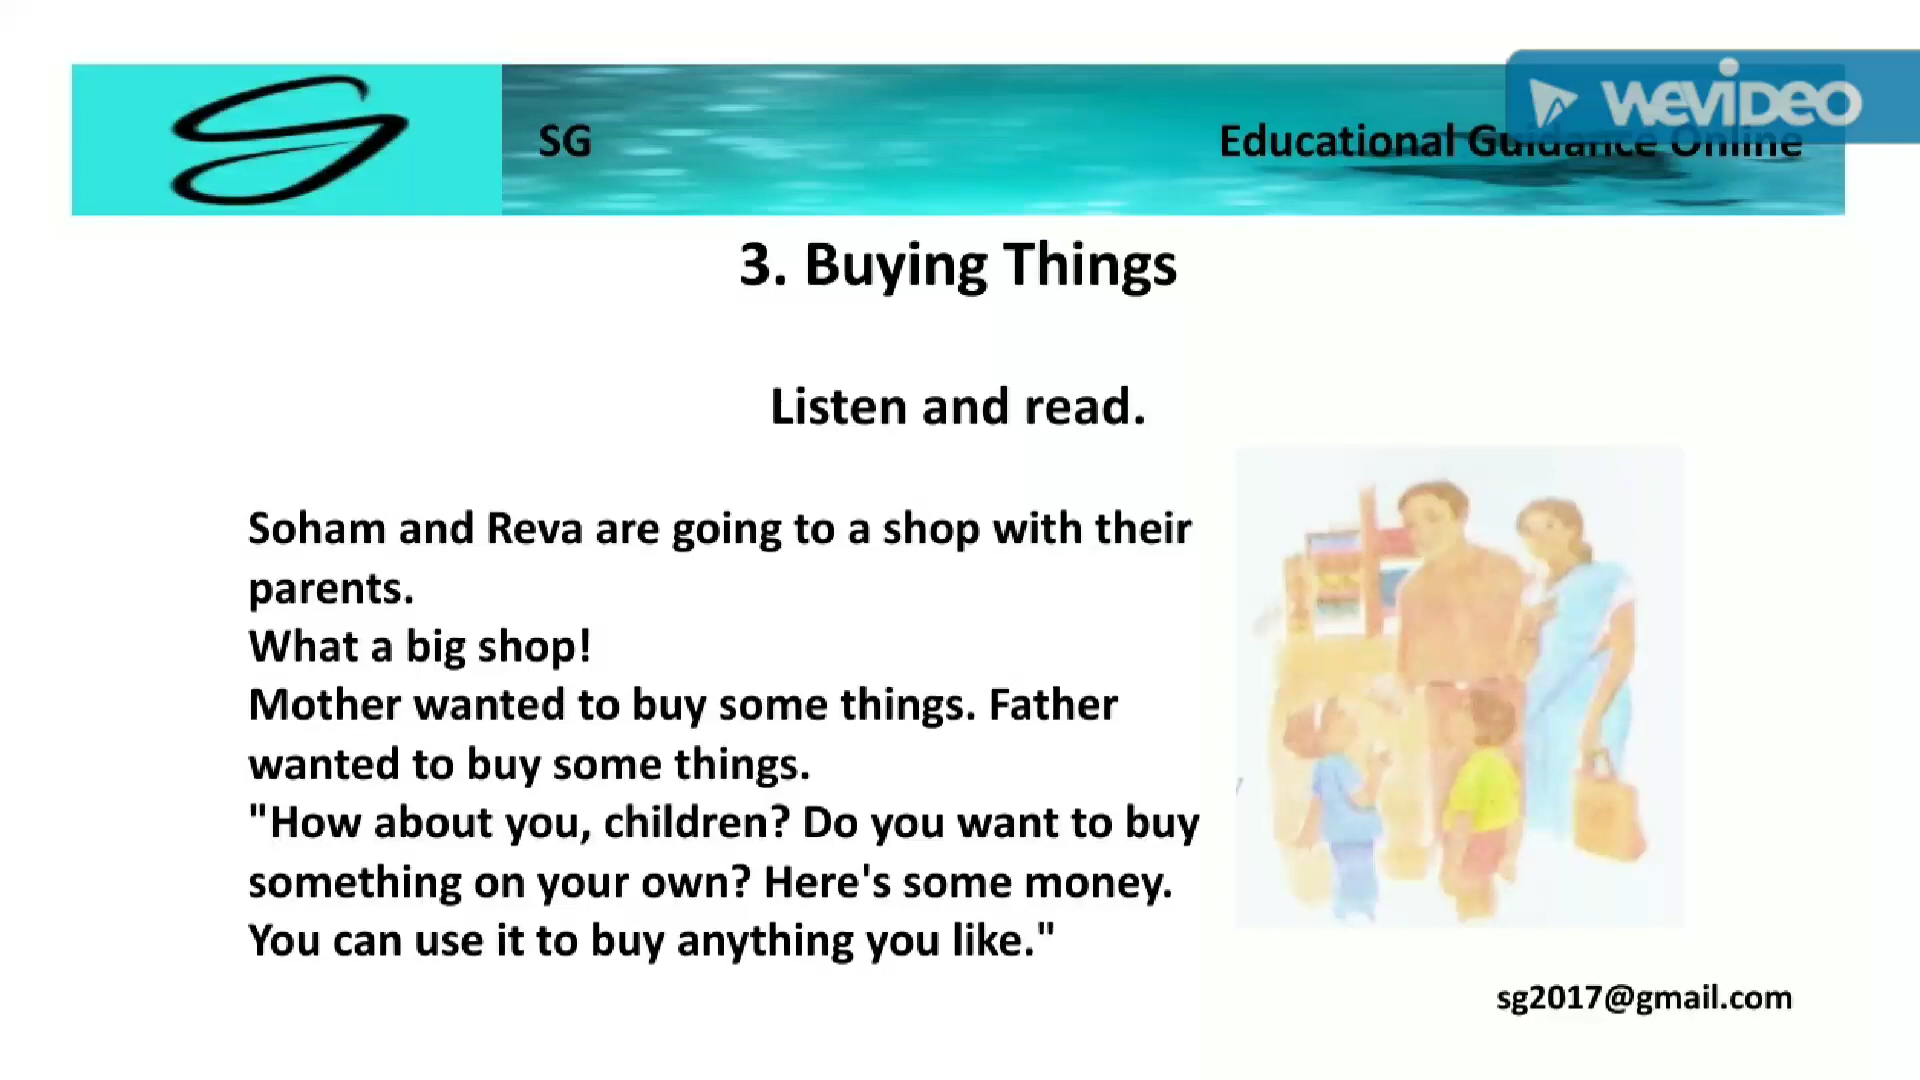 WeVideo
SG
Educational Guidance Online
3. Buying Things
Listen and read.
Soham and Reva are going to a shop with their
parents.
What a big shop!
Mother wanted to buy some things. Father
wanted to buy some things.
"How about you, children? Do you want to buy
something on your own? Here's some money.
You can use it to buy anything you like."
sg2017@gmail.com